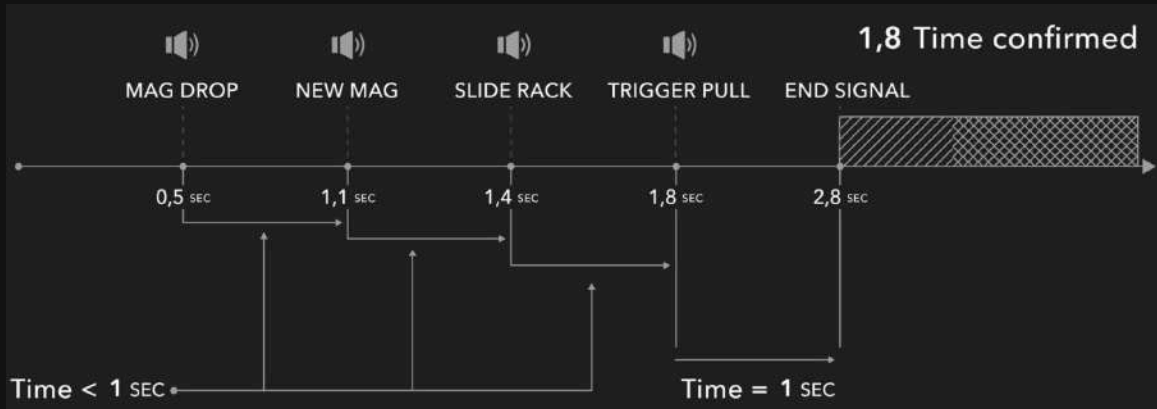 1,8 Time confirmed
MAG DROP NEW MAG SLIDE RACK TRIGGER PULL END SIGNAL
0,5 SEC 1,1 SEC 1,4 SEC 1,8 SEC 2,8 SEC
Time < 1 SEC Time = 1 SEC